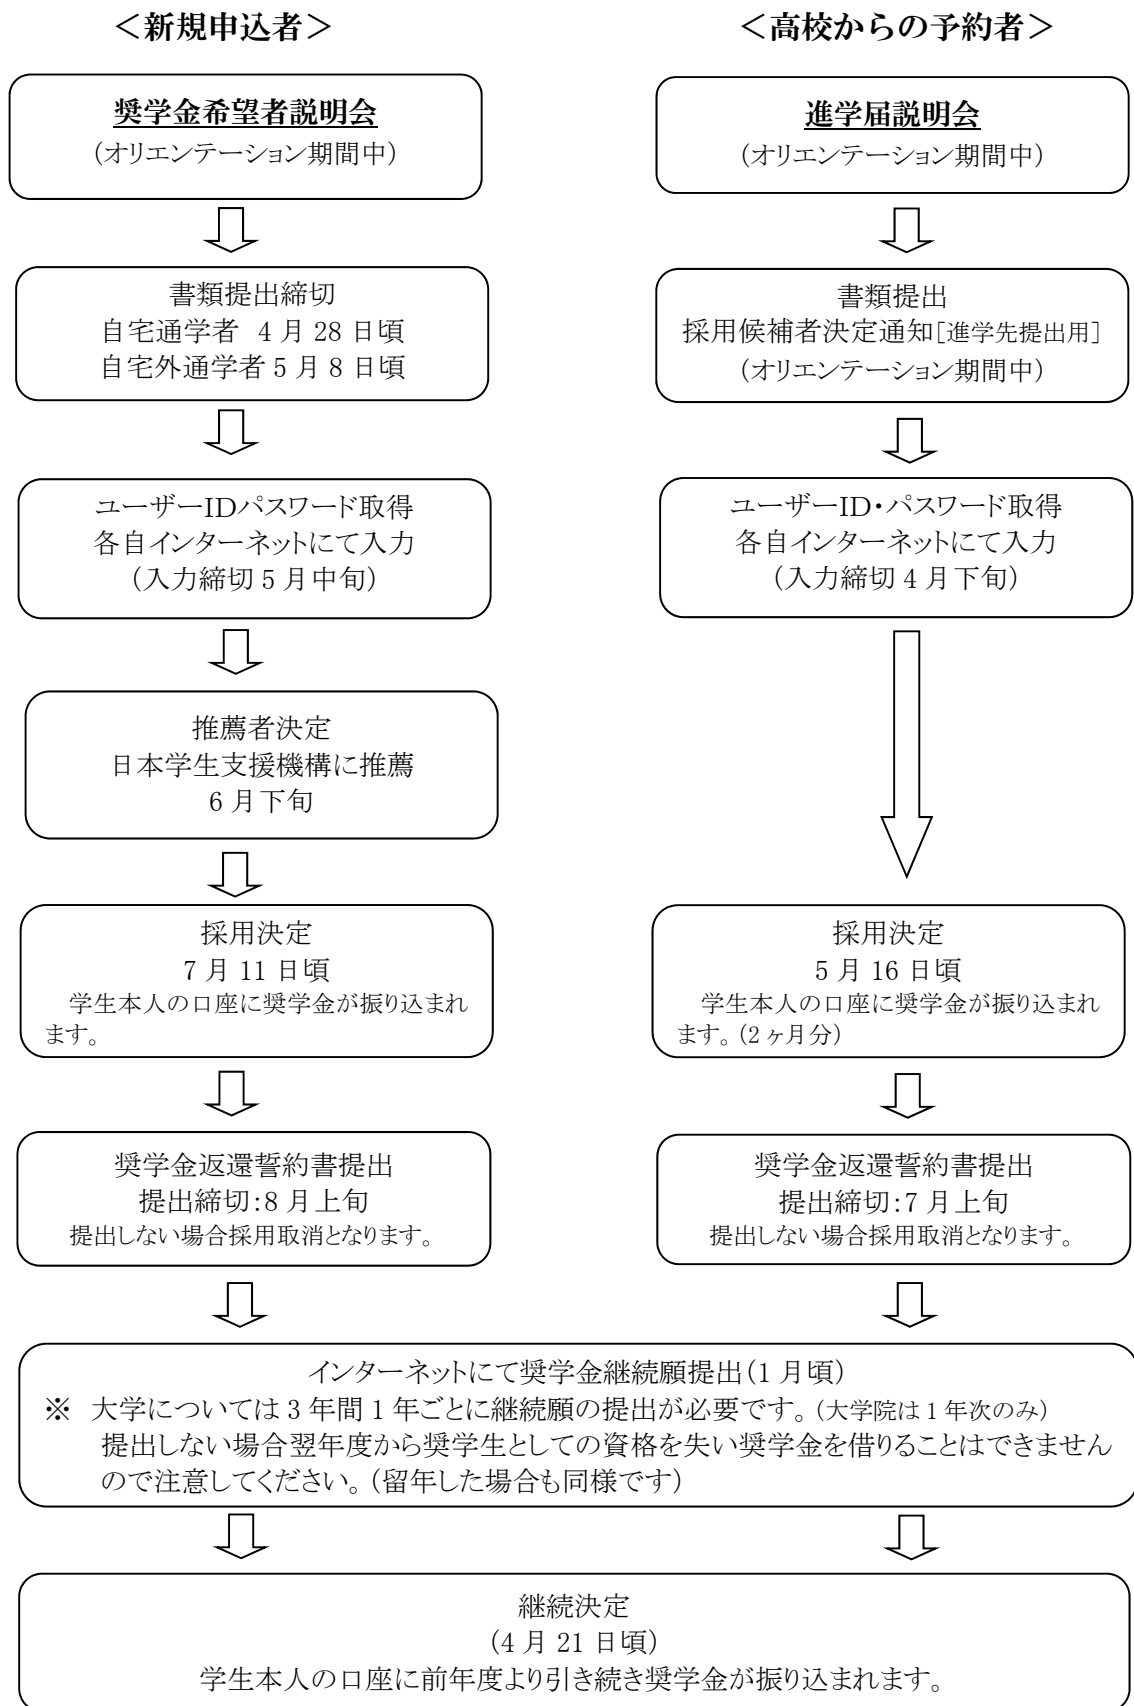 ＜新規申込者＞
奨学金希望者説明会
(オリエンテーション期間中)
書類提出締切
自宅通学者 4月28日頃
自宅外通学者5月8日頃
ユーザーIDパスワード取得
各自インターネットにて入力
(入力締切5月中旬)
推薦者決定
日本学生支援機構に推薦
6月下旬
採用決定
7月11日頃
学生本人の口座に奨学金が振り込まれ
ます。
奨学金返還誓約書提出
提出締切:8月上旬
提出しない場合採用取消となります。
＜高校からの予約者＞
進学届説明会
(オリエンテーション期間中)
書類提出
採用候補者決定通知[進学先提出用]
(オリエンテーション期間中)
ユーザーID・パスワード取得
各自インターネットにて入力
(入力締切4月下旬)
採用決定
5月16日頃
学生本人の口座に奨学金が振り込まれ
ます。(2ヶ月分)
奨学金返還誓約書提出
提出締切:7月上旬
提出しない場合採用取消となります。
インターネットにて奨学金継続願提出(1月頃)
※ 大学については3年間1年ごとに継続願の提出が必要です。(大学院は1年次のみ)
提出しない場合翌年度から奨学生としての資格を失い奨学金を借りることはできません
ので注意してください。(留年した場合も同様です)
継続決定
(4月21日頃)
学生本人の口座に前年度より引き続き奨学金が振り込まれます。